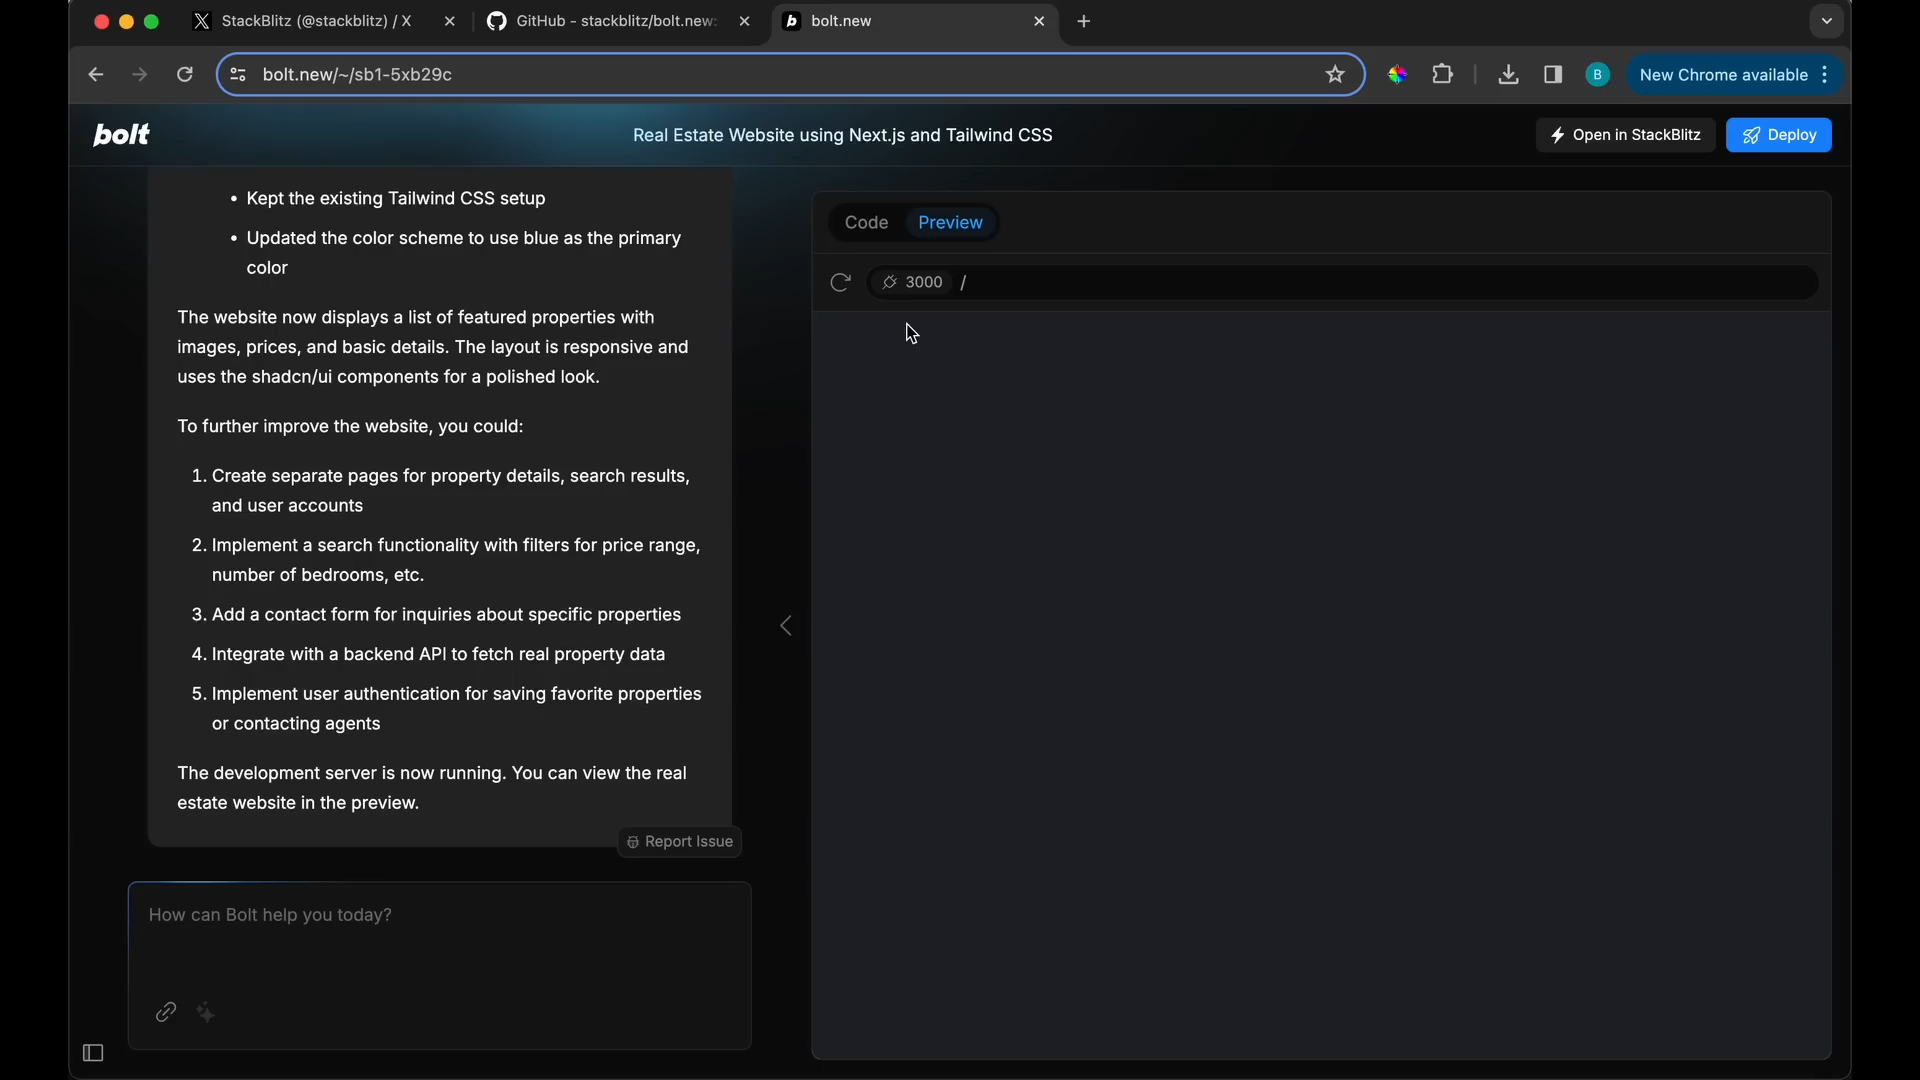 StackBlitz (@stackblitz) / X
GitHub - stackblitz/bolt.new:
bolt.new
bolt.new/~/sb1-5xb29c
B
New Chrome available
bolt
Real Estate Website using Next.js and Tailwind CSS
Open in StackBlitz
Deploy
• Kept the existing Tailwind CSS setup
• Updated the color scheme to use blue as the primary
color
The website now displays a list of featured properties with
images, prices, and basic details. The layout is responsive and
uses the shadcn/ui components for a polished look.
To further improve the website, you could:
1. Create separate pages for property details, search results,
and user accounts
2. Implement a search functionality with filters for price range,
number of bedrooms, etc.
3. Add a contact form for inquiries about specific properties
4. Integrate with a backend API to fetch real property data
5. Implement user authentication for saving favorite properties
or contacting agents
The development server is now running. You can view the real
estate website in the preview.
Report Issue
How can Bolt help you today?
Code
Preview
3000 /